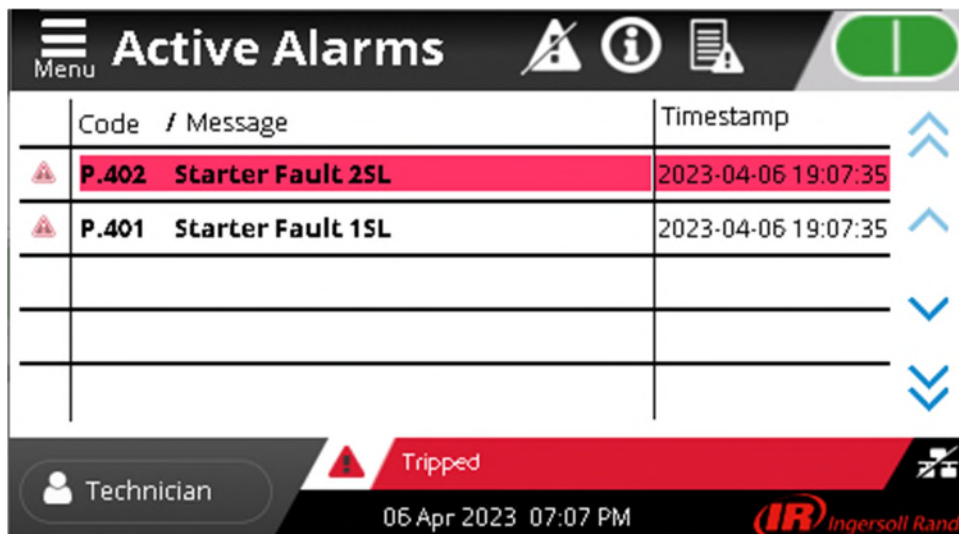 Menu Active Alarms
Code / Message Timestamp
P.402 Starter Fault 2SL 2023-04-06 19:07:35
P.401 Starter Fault 1SL 2023-04-06 19:07:35
Tripped
Technician
06 Apr 2023 07:07 PM
IR Ingersoll Rand